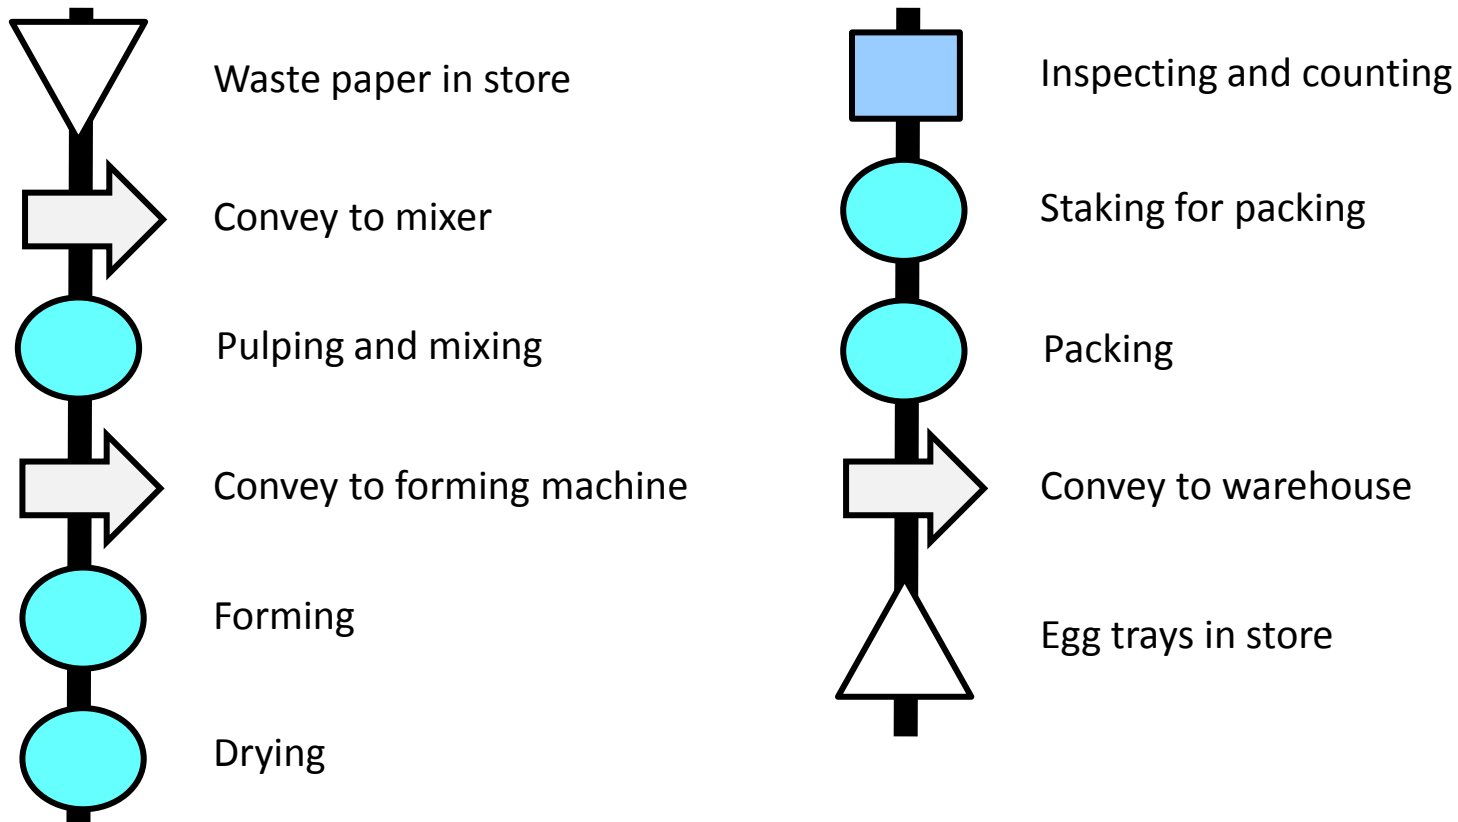 Waste paper in store
Convey to mixer
Pulping and mixing
Convey to forming machine
Forming
Drying
Inspecting and counting
Staking for packing
Packing
Convey to warehouse
Egg trays in store